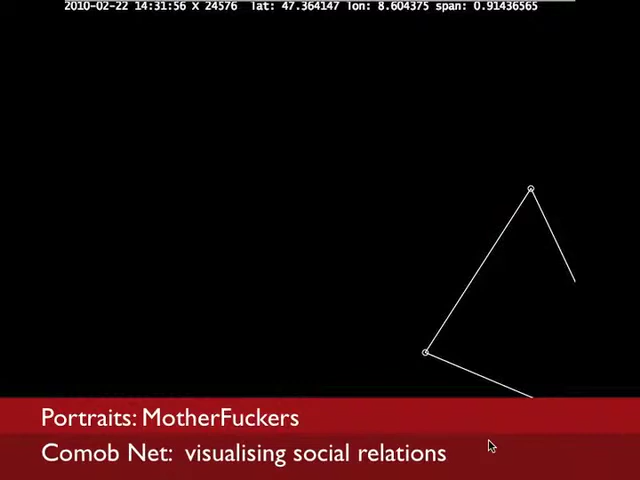 2010-02-22 14:31:56 X 24576  lat: 47.364147 lon: 8.604375 span: 0.91436565
Portraits: MotherFuckers
Comob Net:  visualising social relations